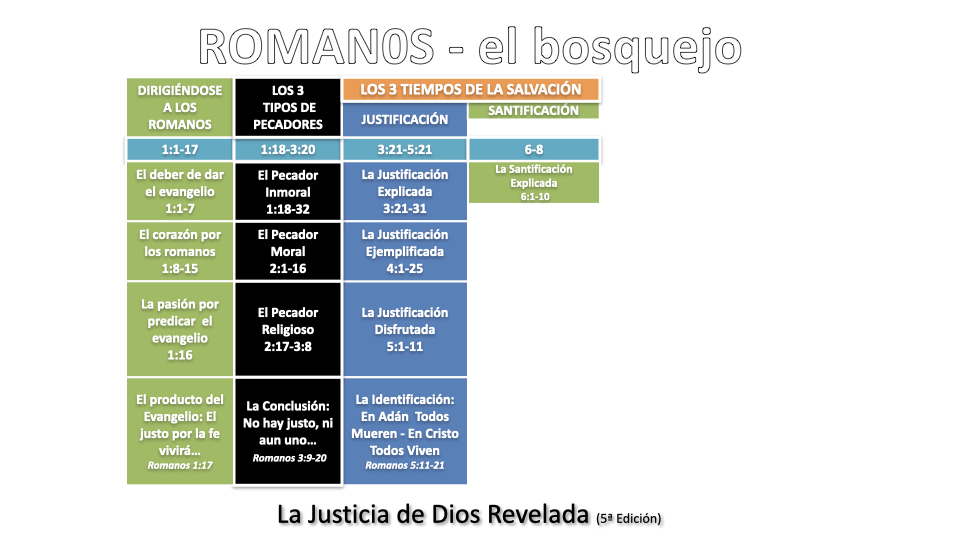 ROMAN0S - el bosquejo
DIRIGIÉNDOSE
A LOS
ROMANOS
LOS 3
TIPOS DE
PECADORES
LOS 3 TIEMPOS DE LA SALVACIÓN
JUSTIFICACIÓN
SANTIFICACIÓN
1:1-17
1:18-3:20
3:21-5:21
6-8
El deber de dar
el evangelio
1:1-7
El Pecador
Inmoral
1:18-32
La Justificación
Explicada
3:21-31
La Santificación
Explicada
6:1-10
El corazón por
los romanos
1:8-15
El Pecador
Moral
2:1-16
La Justificación
Ejemplificada
4:1-25
La pasión por
predicar el
evangelio
1:16
El Pecador
Religioso
2:17-3:8
La Justificación
Disfrutada
5:1-11
El producto del
Evangelio: El
justo por la fe
vivirá…
Romanos 1:17
La Conclusión:
No hay justo, ni
aun uno…
Romanos 3:9-20
La Identificación:
En Adán Todos
Mueren - En Cristo
Todos Viven
Romanos 5:11-21
La Justicia de Dios Revelada (5ª Edición)